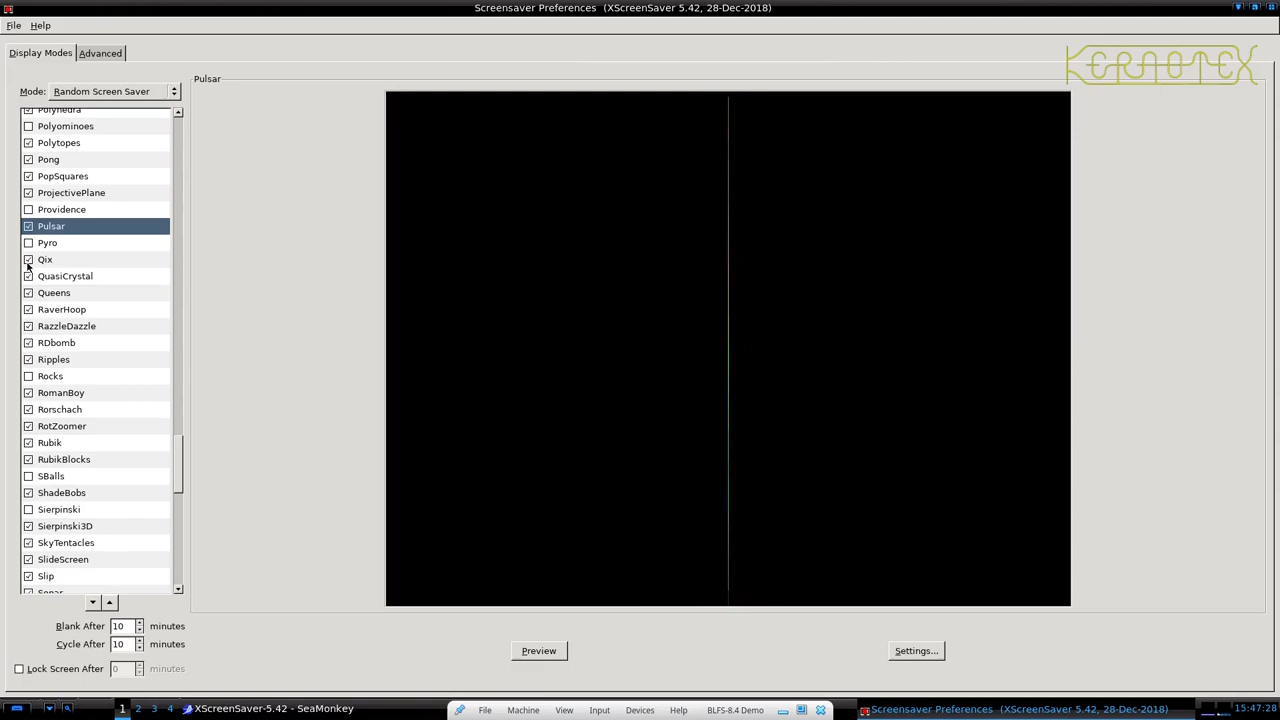 Screensaver Preferences (XScreenSaver 5.42, 28-Dec-2018)
File Help
Display Modes Advanced
KERNOTEX
Mode: Random Screen Saver
Pulsar
Polyhedra
Polyominoes
Polytopes
Pong
PopSquares
ProjectivePlane
Providence
Pulsar
Pyro
Qix
QuasiCrystal
Queens
RaverHoop
RazzleDazzle
RDbomb
Ripples
Rocks
RomanBoy
Rorschach
RotZoomer
Rubik
RubikBlocks
SBalls
ShadeBobs
Sierpinski
Sierpinski3D
SkyTentacles
SlideScreen
Slip
Sonar
Blank After 10 minutes
Cycle After 10 minutes
Lock Screen After 0 minutes
Preview
Settings...
1 2 3 4 XScreenSaver-5.42 - SeaMonkey
File Machine View Input Devices Help BLFS-8.4 Demo
Screensaver Preferences (XScreenSaver 5.42, 28-Dec-2018)
15:47:28